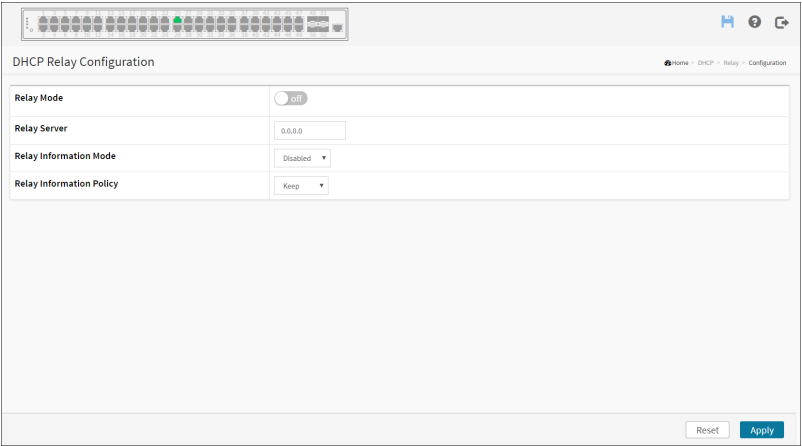 DHCP Relay Configuration
Home > DHCP > Relay > Configuration
Relay Mode
off
Relay Server
0.0.0.0
Relay Information Mode
Disabled
Relay Information Policy
Keep
Reset
Apply